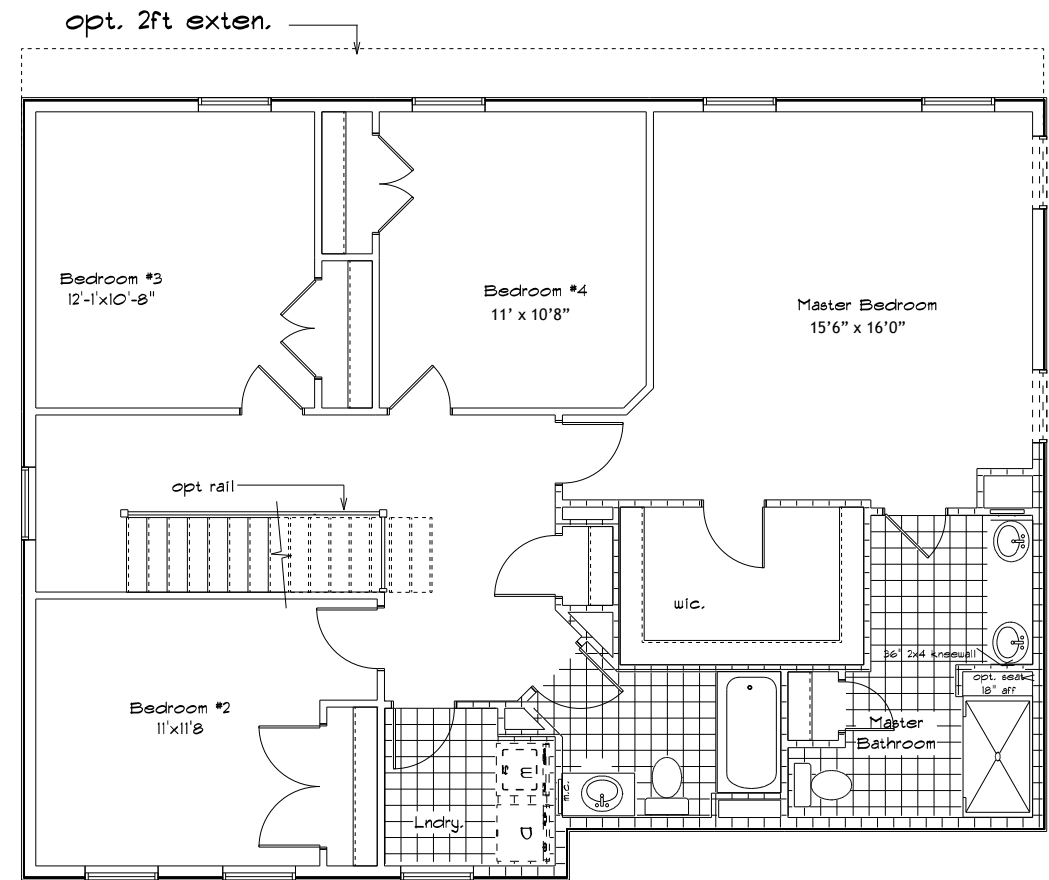 opt. 2ft exten.
Bedroom #3
12'-1'x10'-8"
Bedroom #4
11' x 10'8"
Master Bedroom
15'6" x 16'0"
opt rail
wic.
36" 2x4 kneewall
opt. seat
18" aff
Bedroom #2
11'x11'8
Master
Bathroom
W
m.c.
Lndry.
D